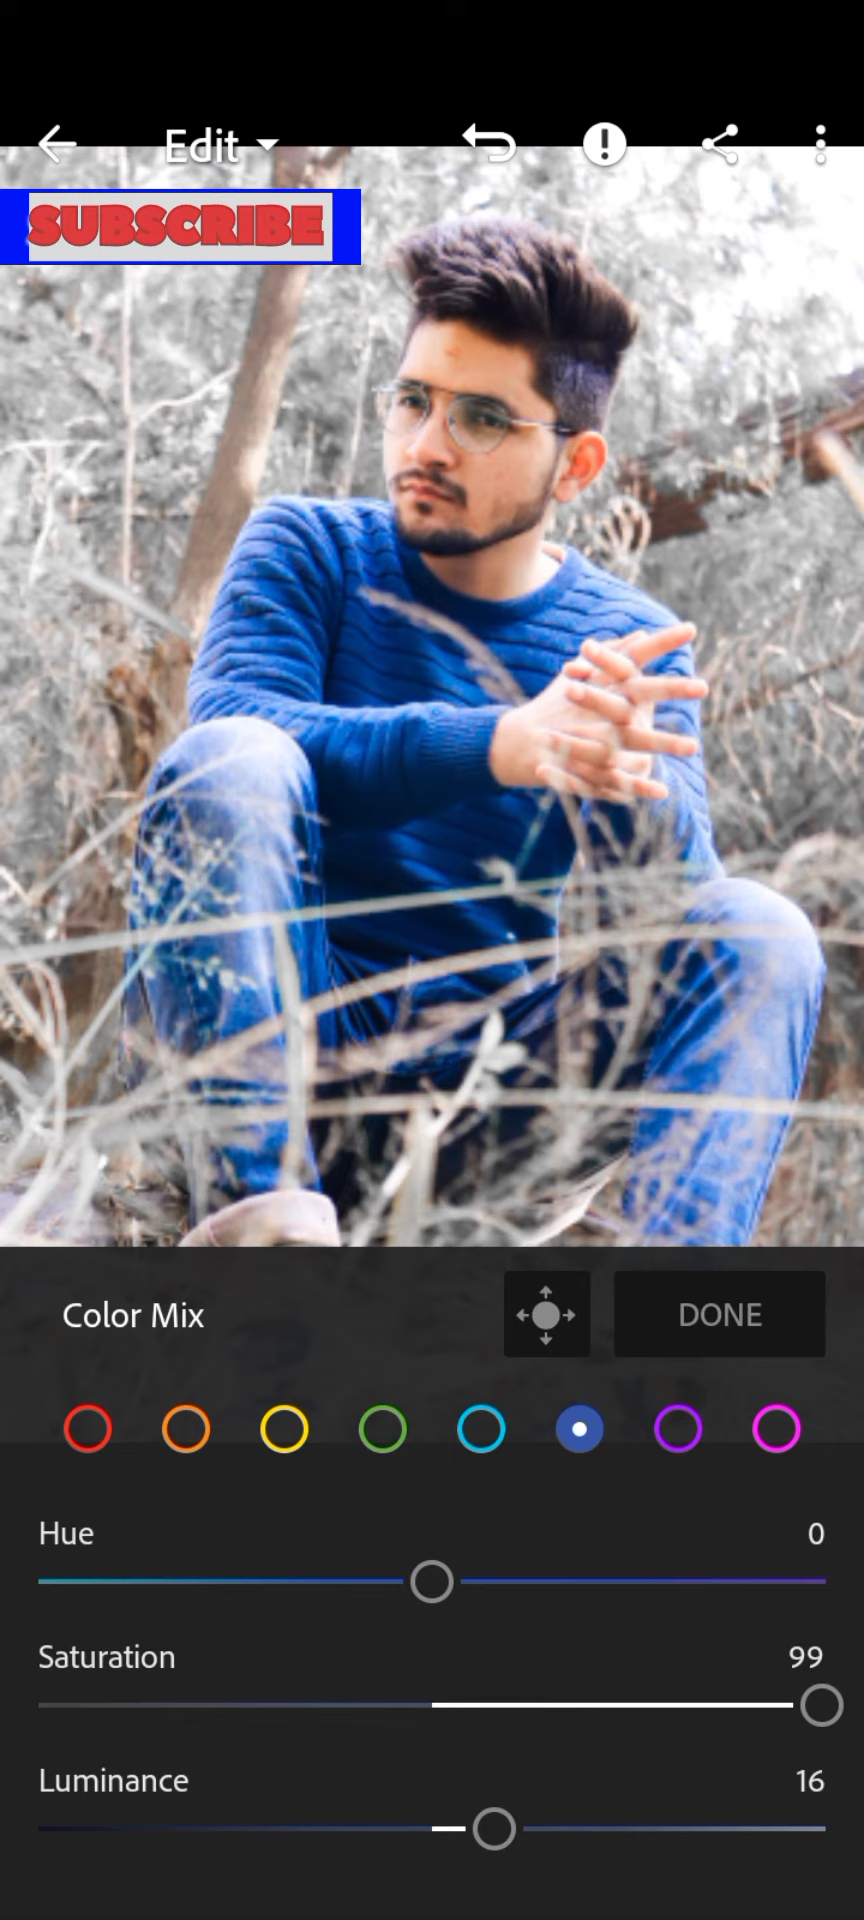 Edit
SUBSCRIBE
Color Mix
DONE
Hue 0
Saturation 99
Luminance 16